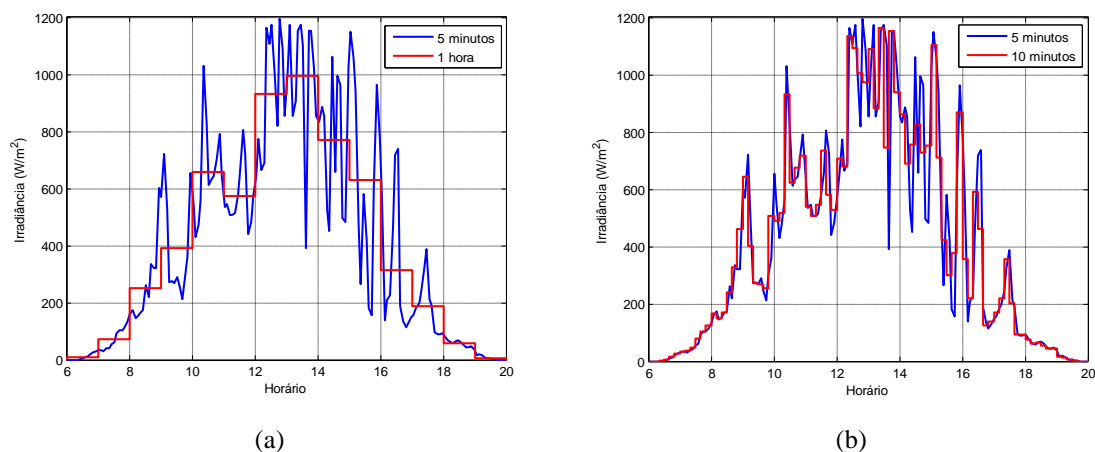 1200
1000
800
600
400
200
0
Irradiância (W/m²)
6 8 10 12 14 16 18 20
Horário
5 minutos
1 hora
(a)
1200
1000
800
600
400
200
0
Irradiância (W/m²)
6 8 10 12 14 16 18 20
Horário
5 minutos
10 minutos
(b)